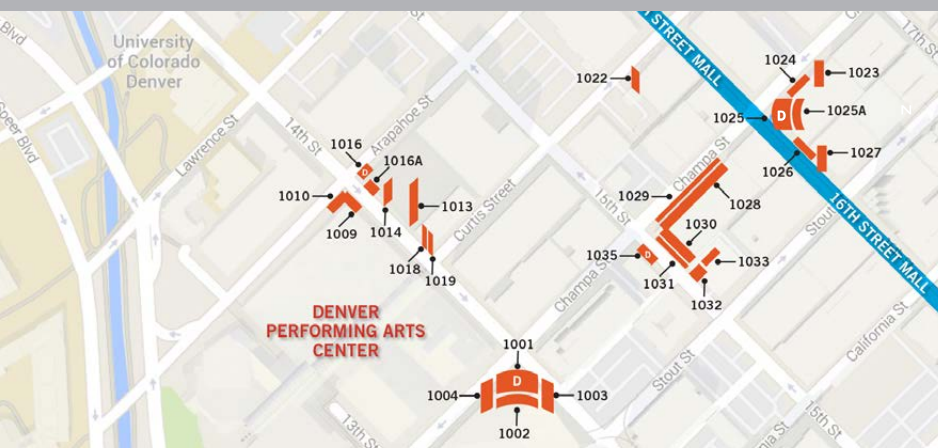 Blvd
University
of Colorado
Denver
Speer Blvd
Lawrence St
14th St
Arapahoe St
1016
1016A
1010
1009
1014
1013
1018
1019
Curtis Street
DENVER
PERFORMING ARTS
CENTER
13th St
1001
D
1004
1003
1002
1022
STREET MALL
17th St
1024
1023
1025
D
1025A
N
1026
1027
Champa St
15th St
1029
1028
1030
1035
D
1031
1033
1032
Champa St
Stout St
16TH STREET MALL
Stout St
California St
15th St
D